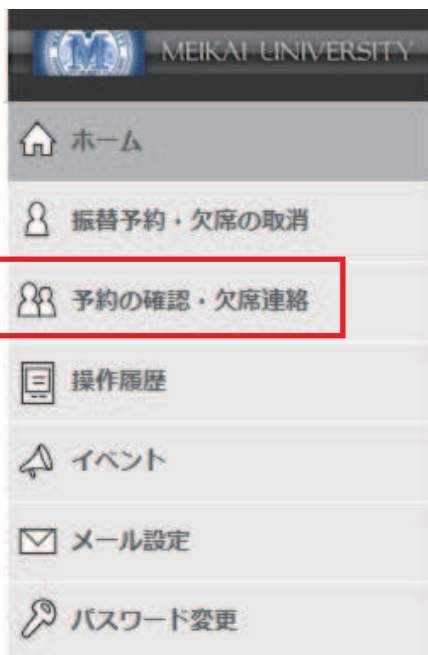 MEIKAI UNIVERSITY
ホーム
振替予約・欠席の取消
予約の確認・欠席連絡
操作履歴
イベント
メール設定
パスワード変更